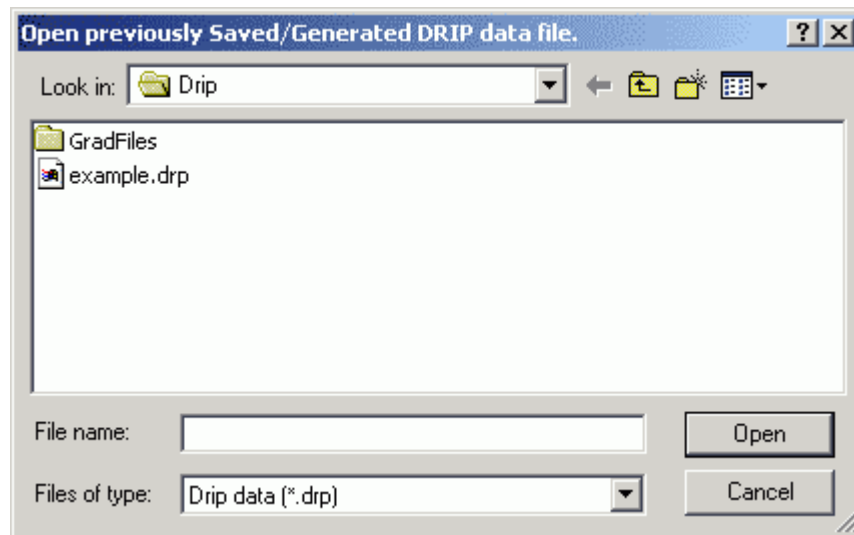 Open previously Saved/Generated DRIP data file.
Look in: Drip
GradFiles
example.drp
File name: Open
Files of type: Drip data (*.drp) Cancel